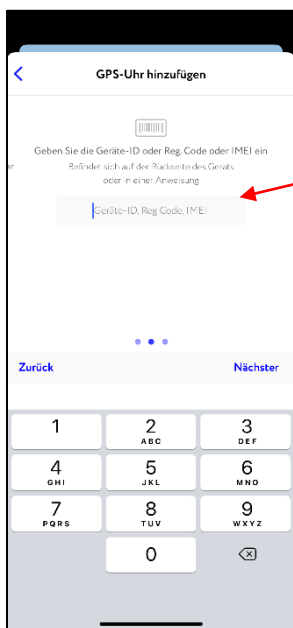 GPS-Uhr hinzufügen
Geben Sie die Geräte-ID oder Reg. Code oder IMEI ein
er Befindet sich auf der Rückseite des Geräts
oder in einer Anweisung
Geräte-ID, Reg Code, IMEI
Zurück Nächster
1 2 3
ABC DEF
4 5 6
GHI JKL MNO
7 8 9
PQRS TUV WXYZ
0